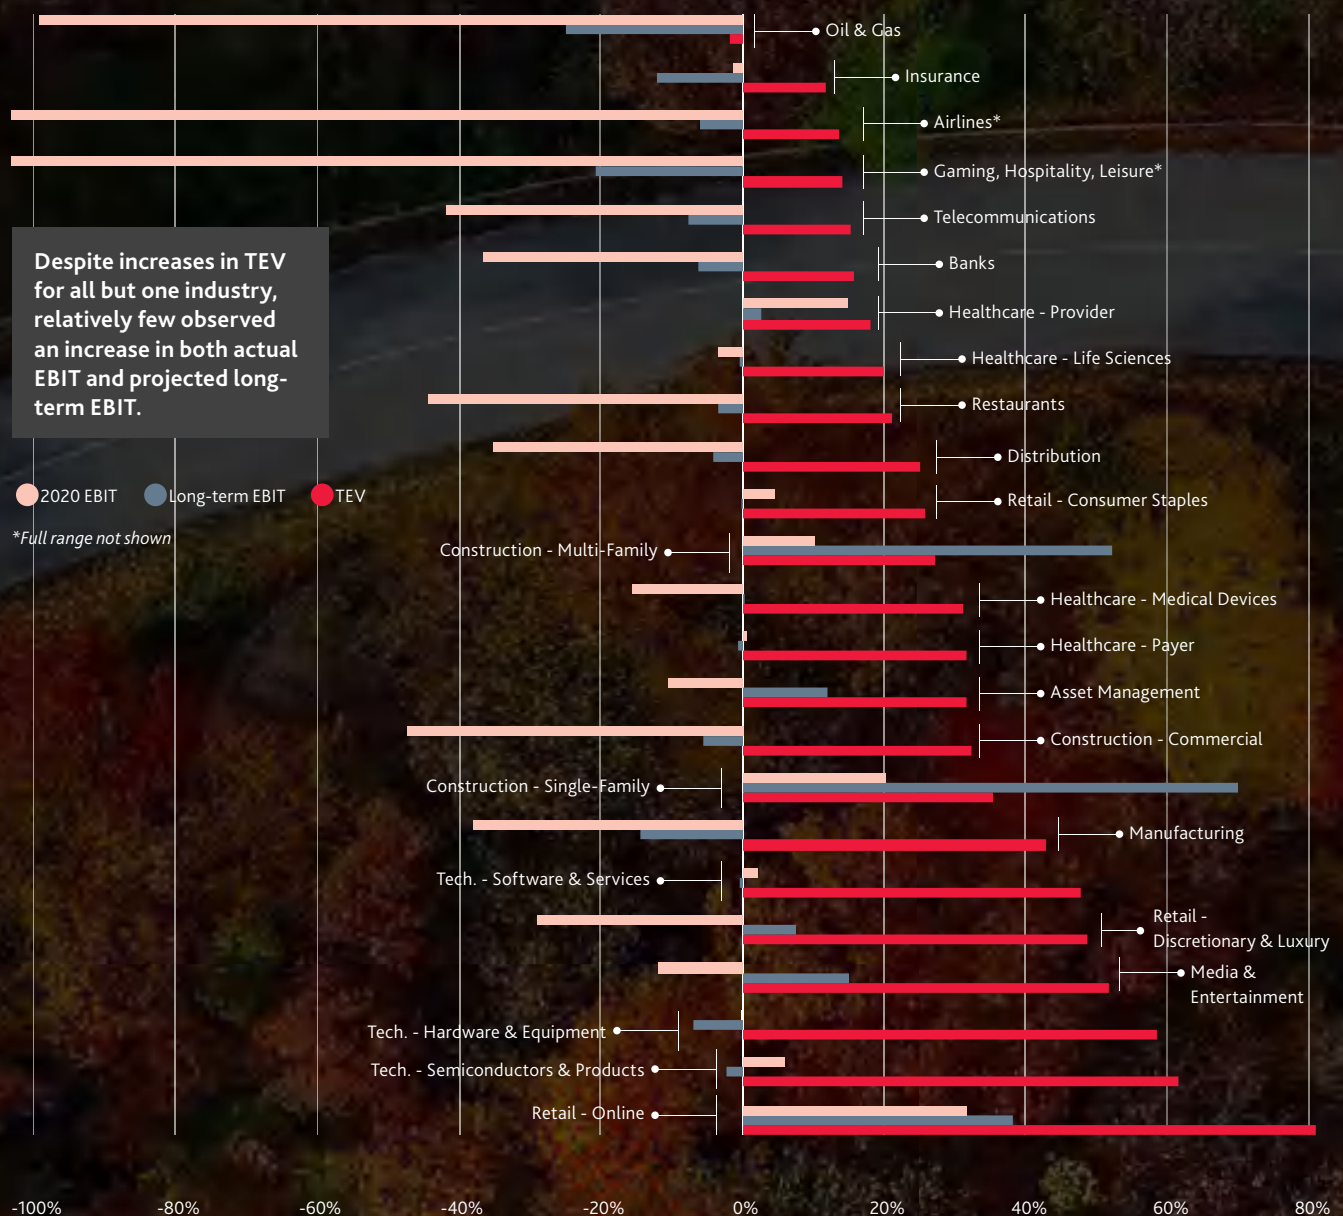 Oil & Gas
Insurance
Airlines*
Gaming, Hospitality, Leisure*
Telecommunications
Despite increases in TEV
for all but one industry,
relatively few observed
an increase in both actual
EBIT and projected long-
term EBIT.
Banks
Healthcare - Provider
Healthcare - Life Sciences
Restaurants
Distribution
2020 EBIT Long-term EBIT TEV
Retail - Consumer Staples
*Full range not shown
Construction - Multi-Family
Healthcare - Medical Devices
Healthcare - Payer
Asset Management
Construction - Commercial
Construction - Single-Family
Manufacturing
Tech. - Software & Services
Retail -
Discretionary & Luxury
Media &
Entertainment
Tech. - Hardware & Equipment
Tech. - Semiconductors & Products
Retail - Online
-100% -80% -60% -40% -20% 0% 20% 40% 60% 80%